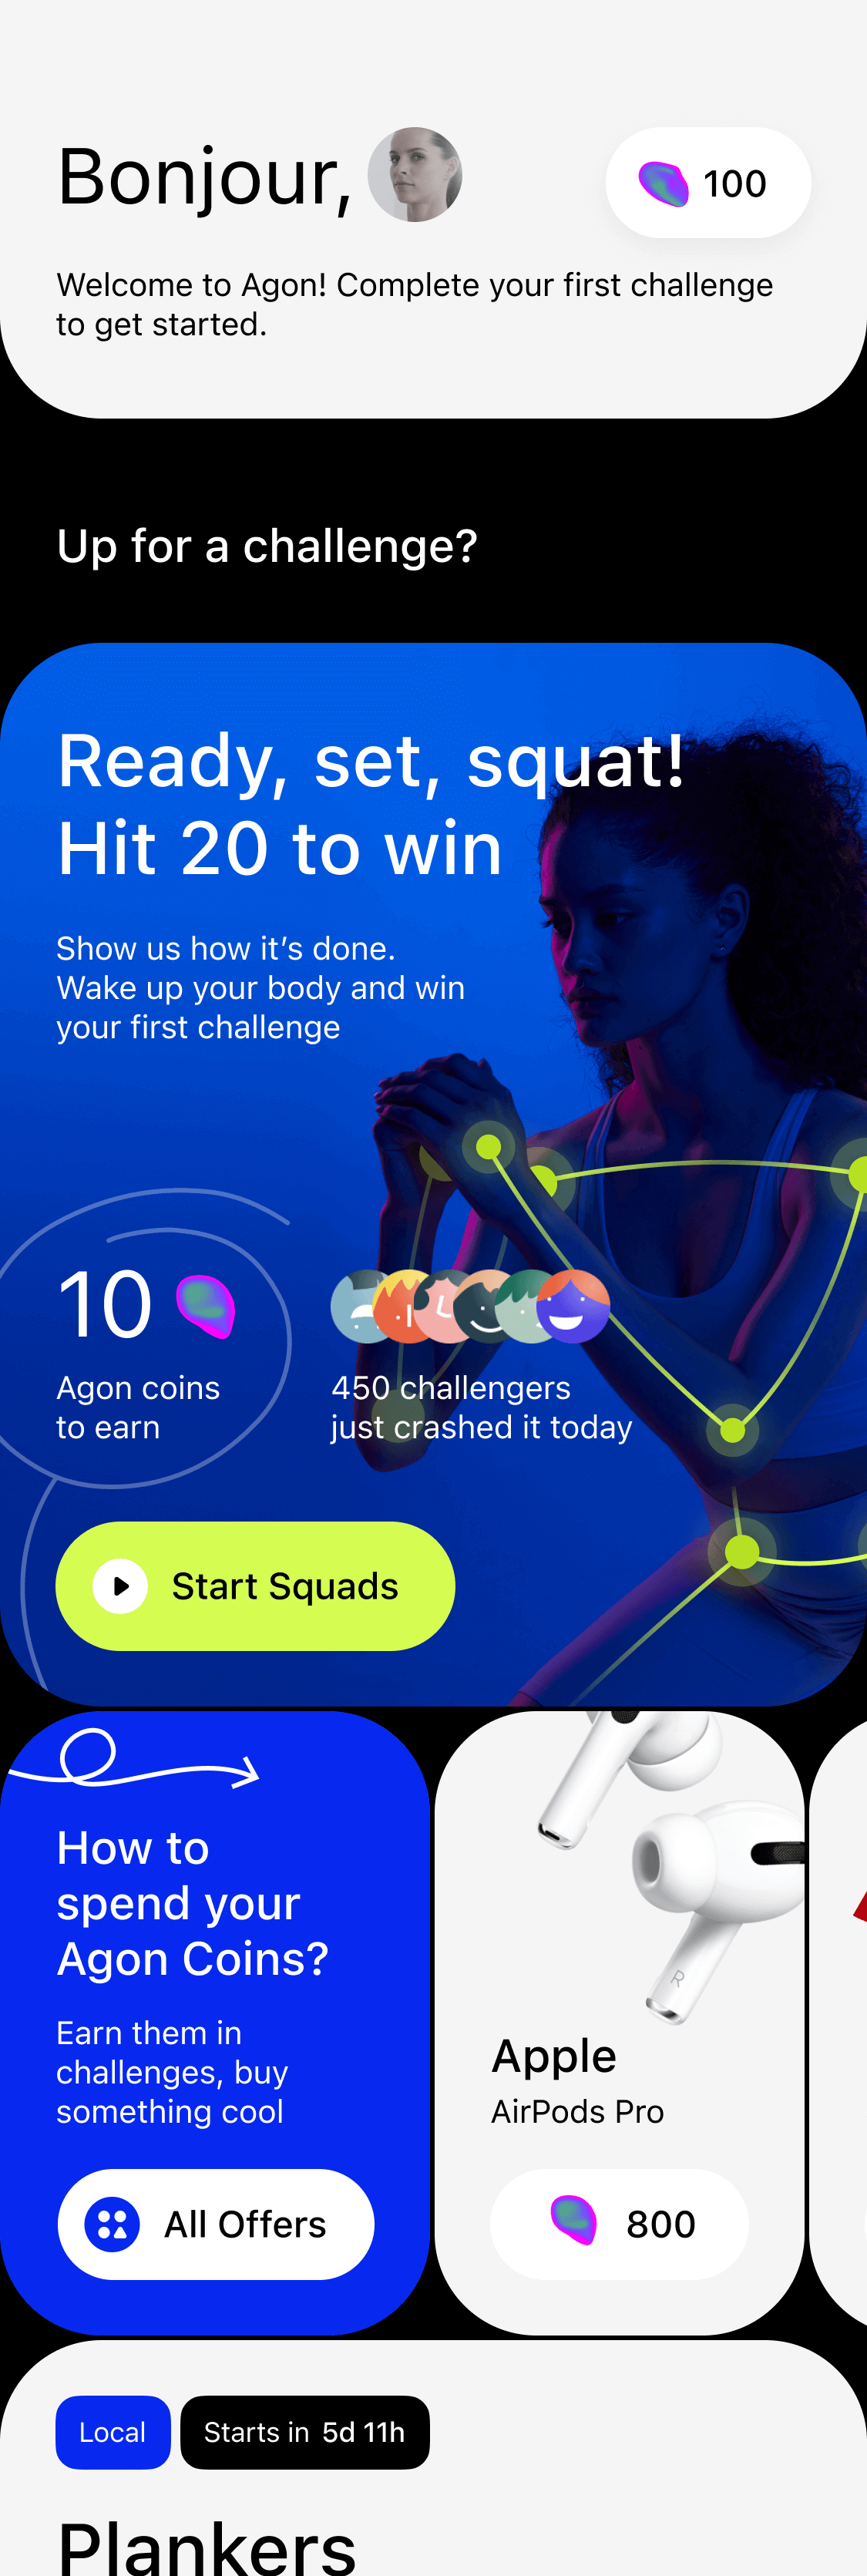 Bonjour,
100
Welcome to Agon! Complete your first challenge
to get started.
Up for a challenge?
Ready, set, squat!
Hit 20 to win
Show us how it’s done.
Wake up your body and win
your first challenge
10
Agon coins
to earn
450 challengers
just crashed it today
Start Squads
How to
spend your
Agon Coins?
Earn them in
challenges, buy
something cool
All Offers
R
Apple
AirPods Pro
800
Local
Starts in 5d 11h
Plankers